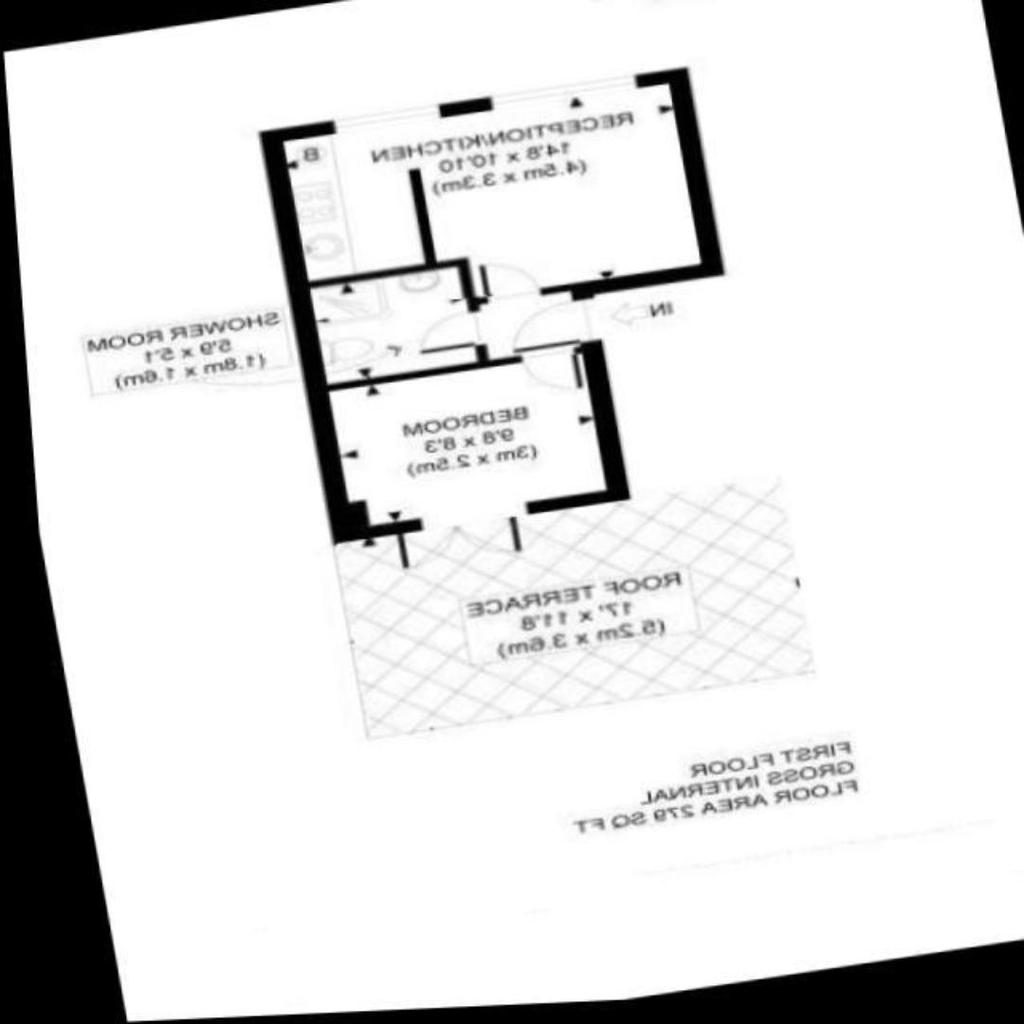 RECEPTION/KITCHEN
14'8 x 10'10
(4.5m x 3.3m)
B
IN
SHOWER ROOM
5'9 x 5'1
(1.8m x 1.6m)
BEDROOM
9'8 x 8'3
(3m x 2.5m)
ROOF TERRACE
17' x 11'8
(5.2m x 3.6m)
FIRST FLOOR
GROSS INTERNAL
FLOOR AREA 279 SQ FT